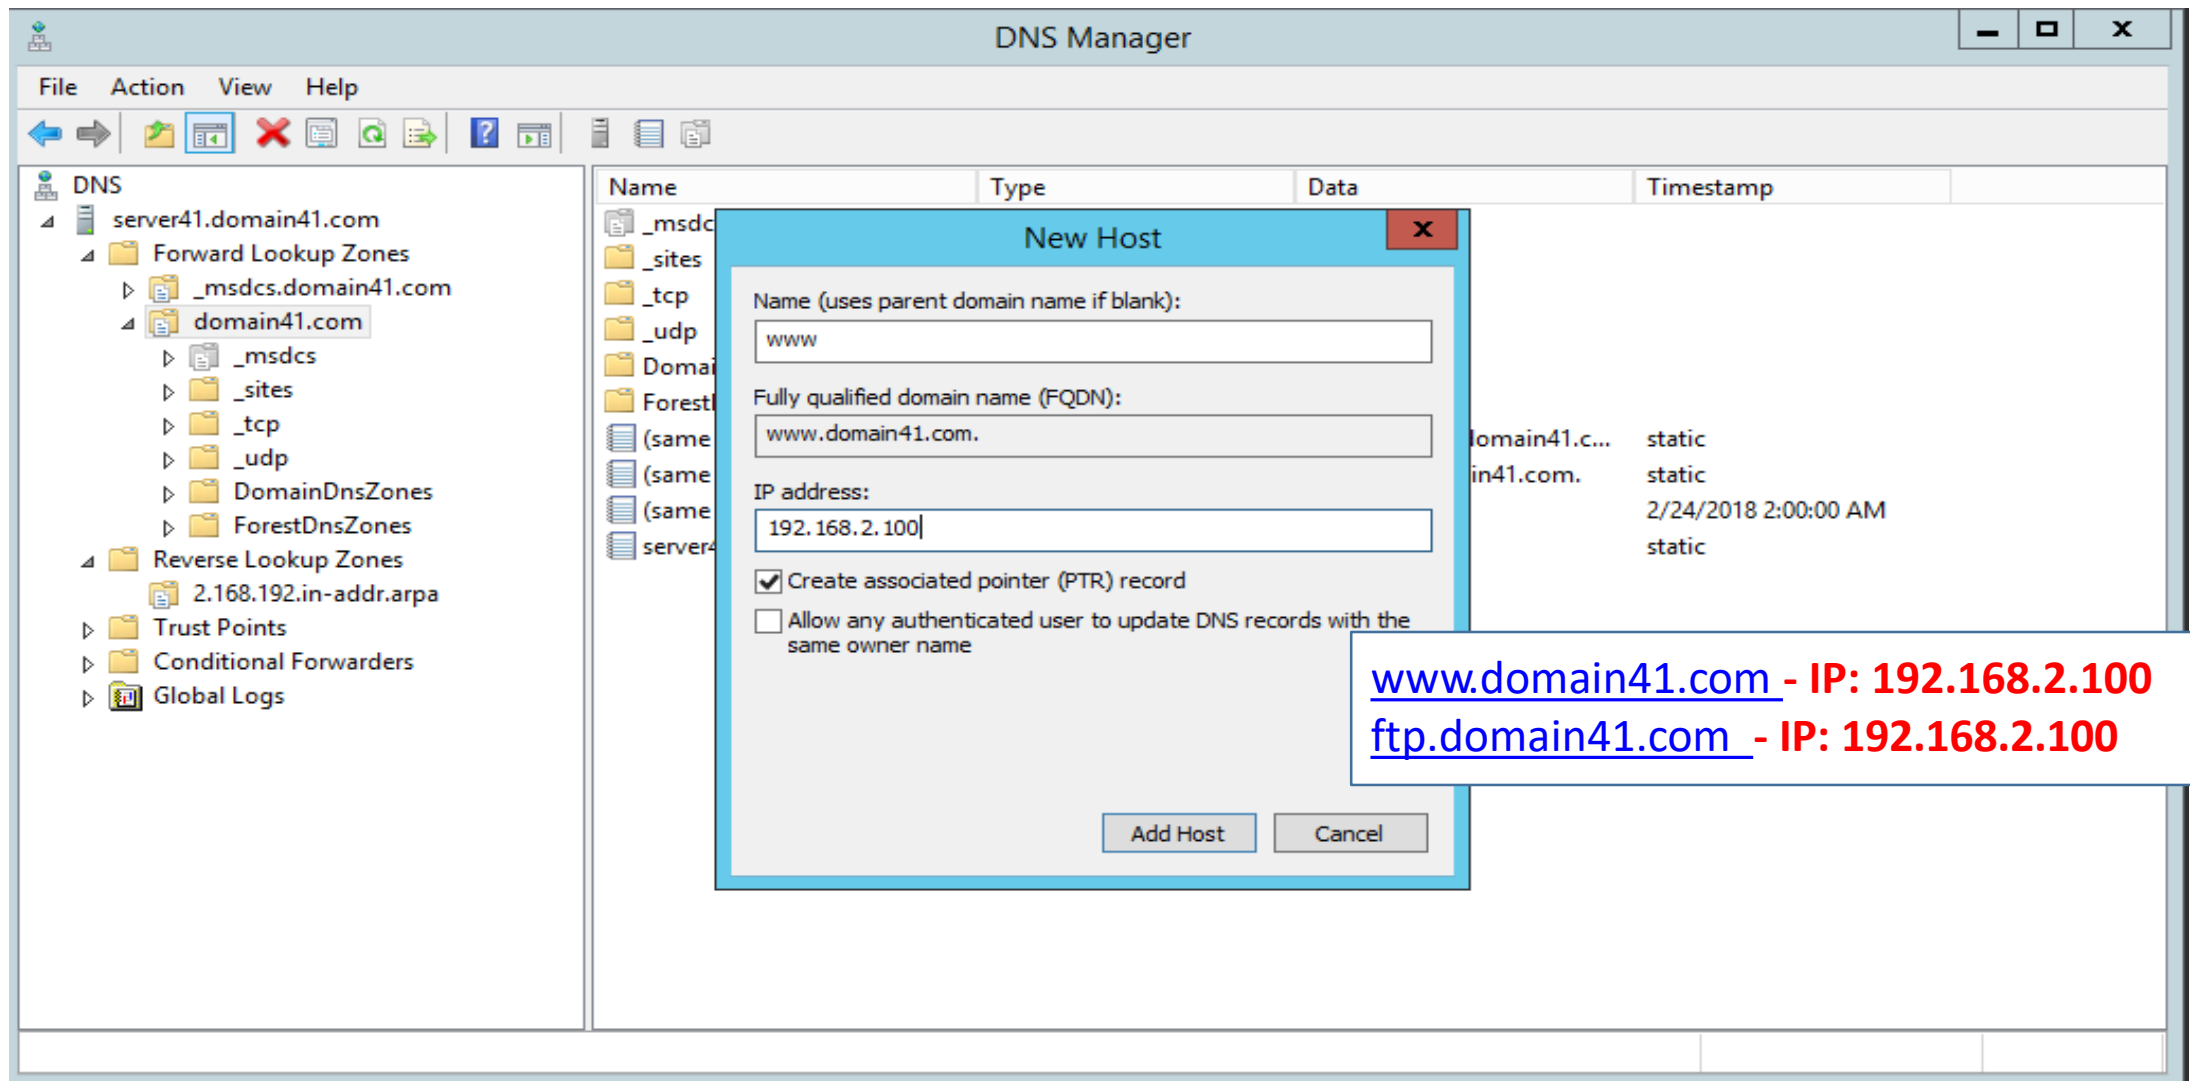 DNS Manager
File Action View Help
DNS
server41.domain41.com
Forward Lookup Zones
_msdcs.domain41.com
domain41.com
_msdcs
_sites
_tcp
_udp
DomainDnsZones
ForestDnsZones
Reverse Lookup Zones
2.168.192.in-addr.arpa
Trust Points
Conditional Forwarders
Global Logs
Name Type Data Timestamp
_msdc
_sites
_tcp
_udp
Domai
Forest
(same omain41.c... static
(same in41.com. static
(same 2/24/2018 2:00:00 AM
server4 static
New Host
Name (uses parent domain name if blank):
www
Fully qualified domain name (FQDN):
www.domain41.com.
IP address:
192.168.2.100
Create associated pointer (PTR) record
Allow any authenticated user to update DNS records with the
same owner name
Add Host Cancel
www.domain41.com - IP: 192.168.2.100
ftp.domain41.com - IP: 192.168.2.100